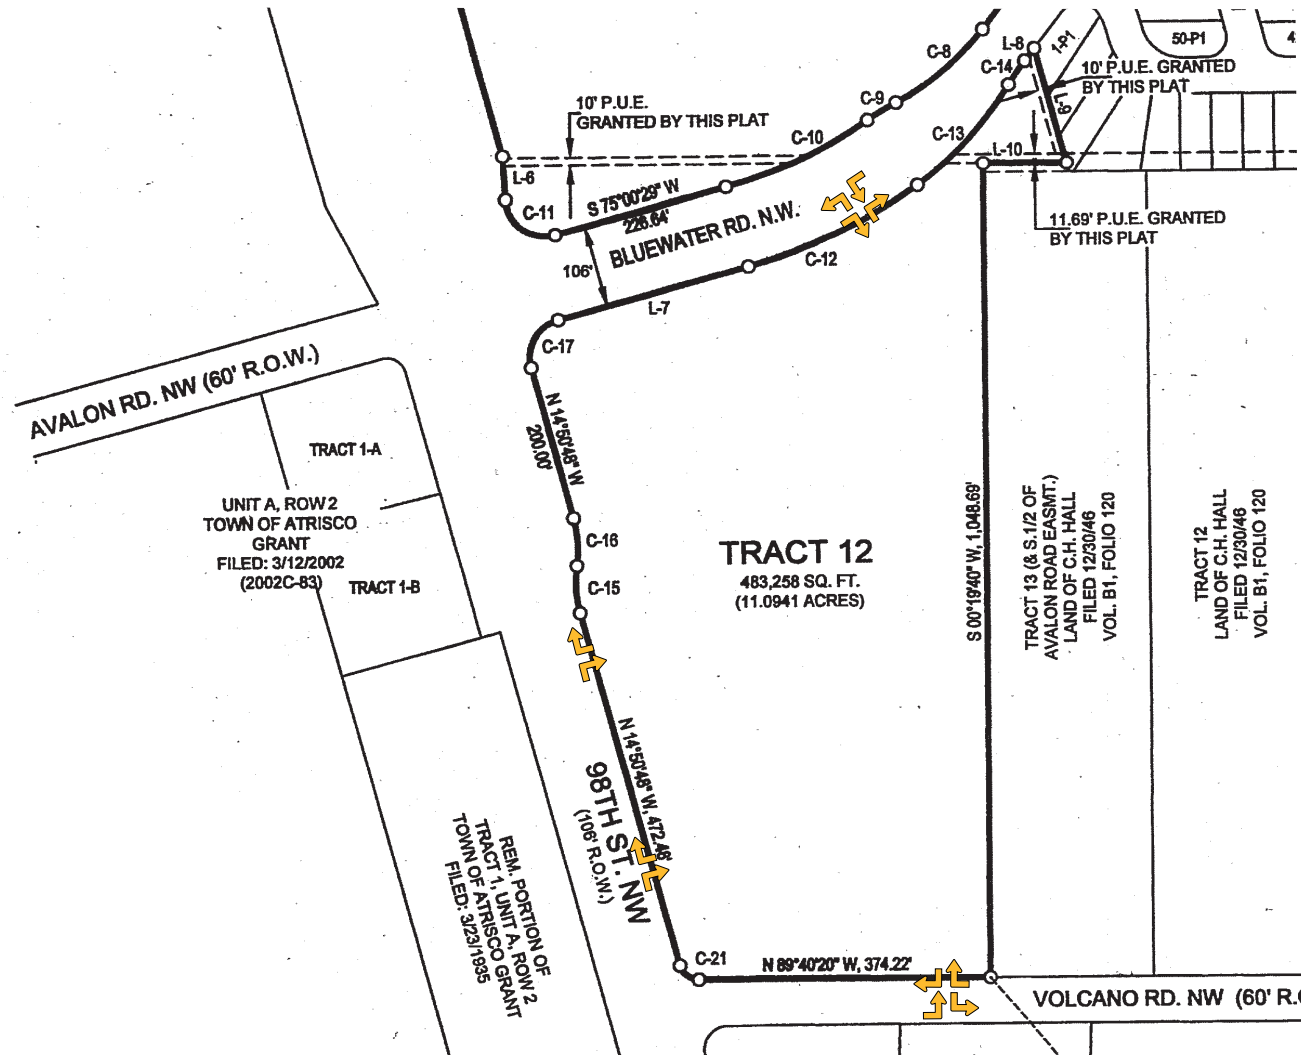 50-P1
L-8
1-P1
C-8
C-14
10' P.U.E. GRANTED
BY THIS PLAT
L-9
10' P.U.E.
GRANTED BY THIS PLAT
C-9
C-10
C-13
L-10
L-6
C-11
S 75°00'29" W
226.64'
BLUEWATER RD. N.W.
106'
C-12
L-7
11.69' P.U.E. GRANTED
BY THIS PLAT
C-17
AVALON RD. NW (60' R.O.W.)
N 14°50'48" W
200.00'
TRACT 1-A
UNIT A, ROW 2
TOWN OF ATRISCO
GRANT
FILED: 3/12/2002
(2002C-83)
TRACT 1-B
C-16
C-15
TRACT 12
483,258 SQ. FT.
(11.0941 ACRES)
S 00°19'40" W, 1,048.69'
TRACT 13 (& S.1/2 OF
AVALON ROAD EASMT.)
LAND OF C.H. HALL
FILED 12/30/46
VOL. B1, FOLIO 120
TRACT 12
LAND OF C.H. HALL
FILED 12/30/46
VOL. B1, FOLIO 120
N 14°50'48" W, 472.46'
98TH ST. NW
(106' R.O.W.)
REM. PORTION OF
TRACT 1, UNIT A, ROW 2
TOWN OF ATRISCO GRANT
FILED: 3/23/1935
C-21
N 89°40'20" W, 374.22'
VOLCANO RD. NW (60' R.O